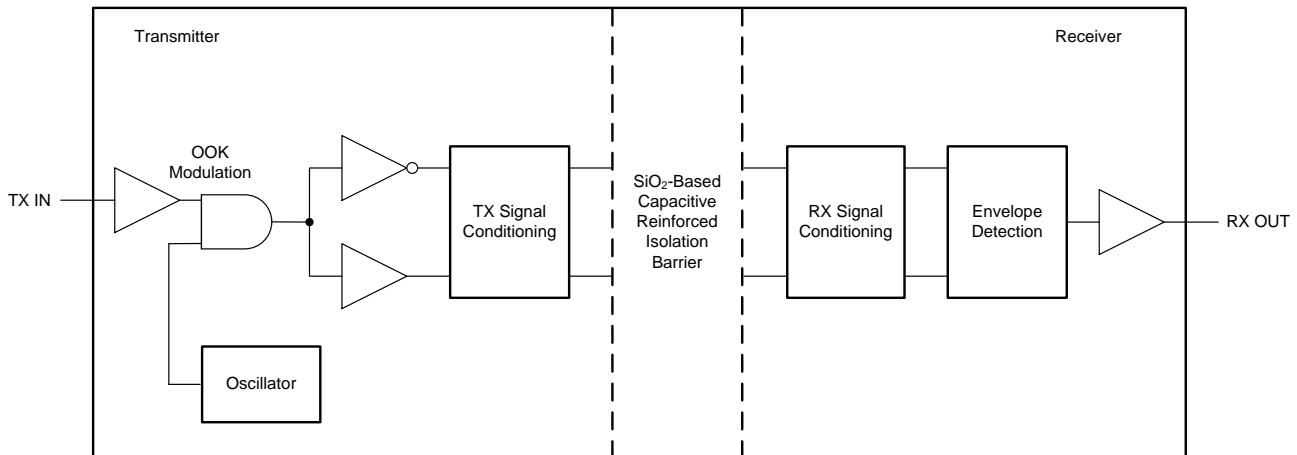 Transmitter
Receiver
OOK
Modulation
TX IN
TX Signal
Conditioning
SiO₂-Based
Capacitive
Reinforced
Isolation
Barrier
RX Signal
Conditioning
Envelope
Detection
RX OUT
Oscillator